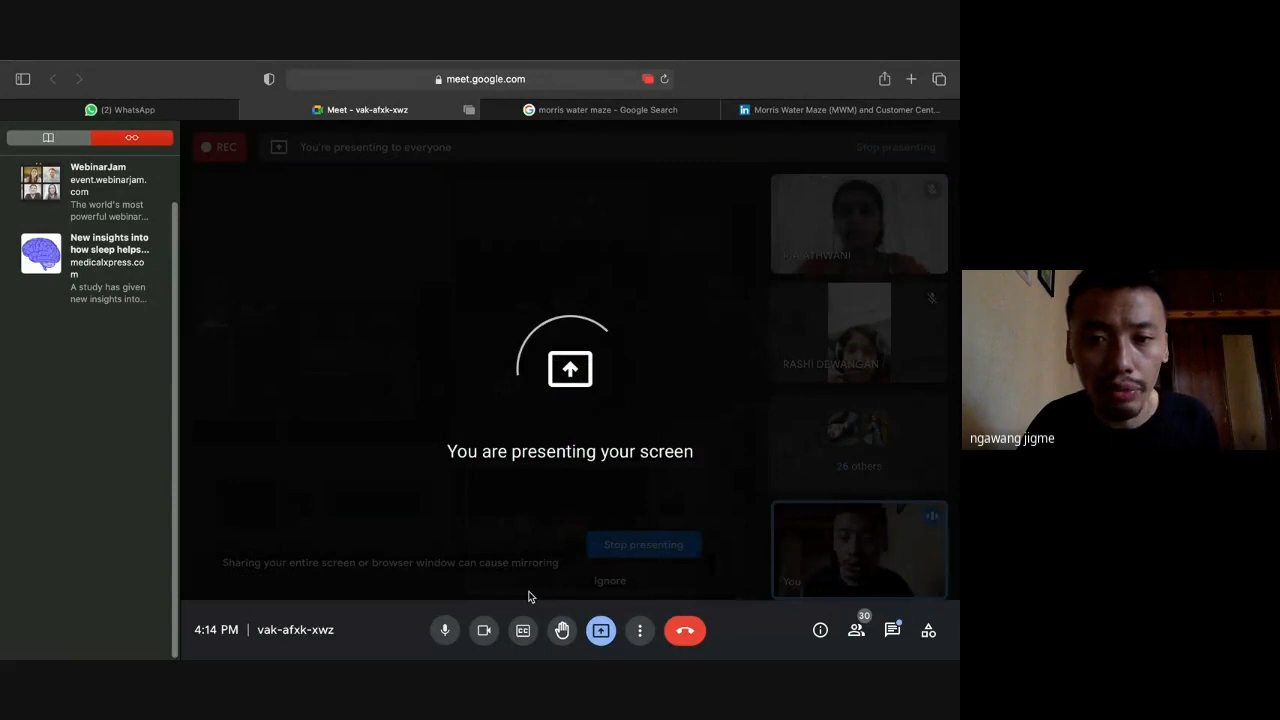 meet.google.com
(2) WhatsApp
Meet - vak-afxk-xwz
morris water maze - Google Search
Morris Water Maze (MWM) and Customer Cent...
WebinarJam
event.webinarjam.
com
The world's most
powerful webinar...
New insights into
how sleep helps...
medicalxpress.co
m
A study has given
new insights into...
REC
You're presenting to everyone
Stop presenting
ATHWANI
RASHI DEWANGAN
26 others
You are presenting your screen
Stop presenting
Sharing your entire screen or browser window can cause mirroring
Ignore
You
4:14 PM | vak-afxk-xwz
CC
30
ngawang jigme